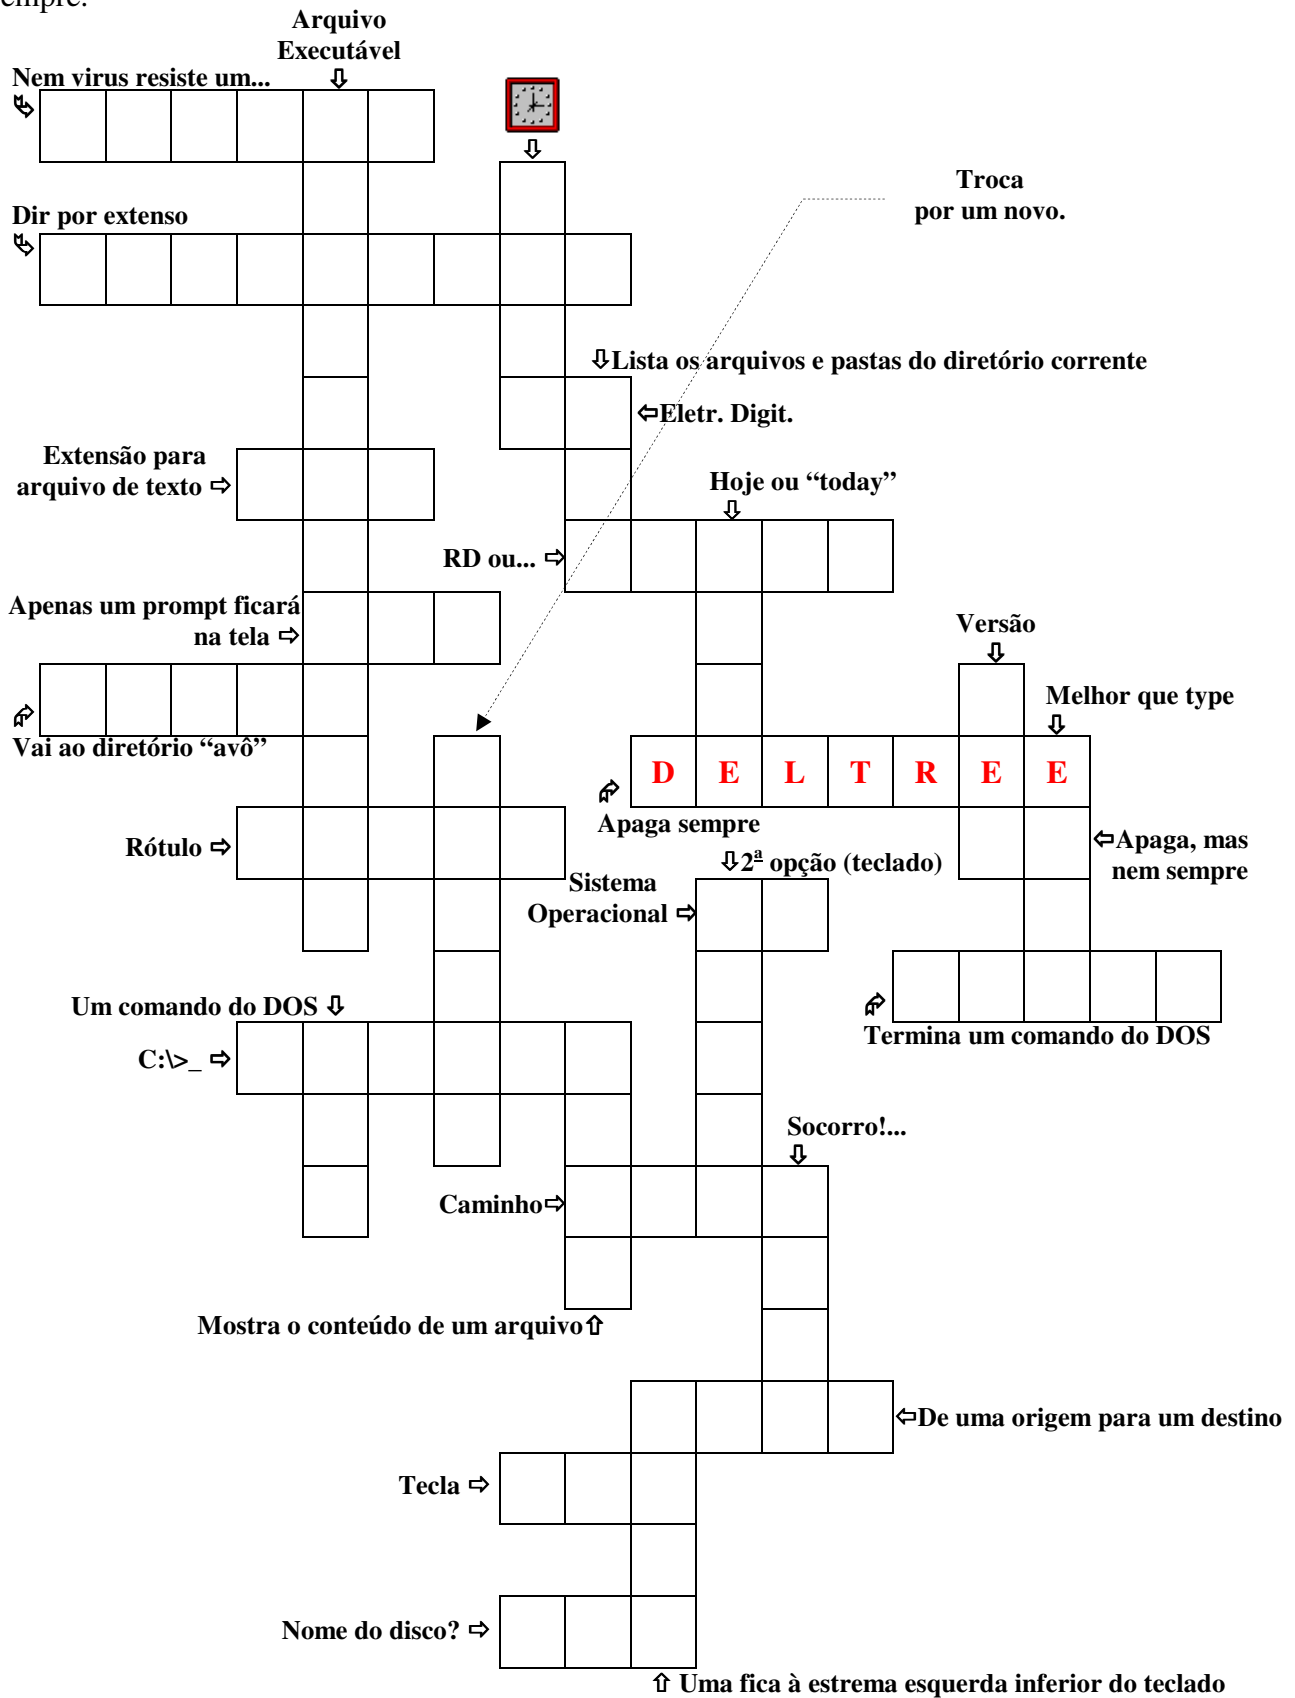 empre.
Arquivo
Executável
Nem virus resiste um...
Troca
por um novo.
Dir por extenso
Lista os arquivos e pastas do diretório corrente
Eletr. Digit.
Extensão para
arquivo de texto
Hoje ou “today”
RD ou...
Apenas um prompt ficará
na tela
Versão
Melhor que type
Vai ao diretório “avô”
D E L T R E E
Apaga sempre
Rótulo
Apaga, mas
nem sempre
2ª opção (teclado)
Sistema
Operacional
Um comando do DOS
Termina um comando do DOS
C:\>_
Socorro!...
Caminho
Mostra o conteúdo de um arquivo
De uma origem para um destino
Tecla
Nome do disco?
Uma fica à estrema esquerda inferior do teclado